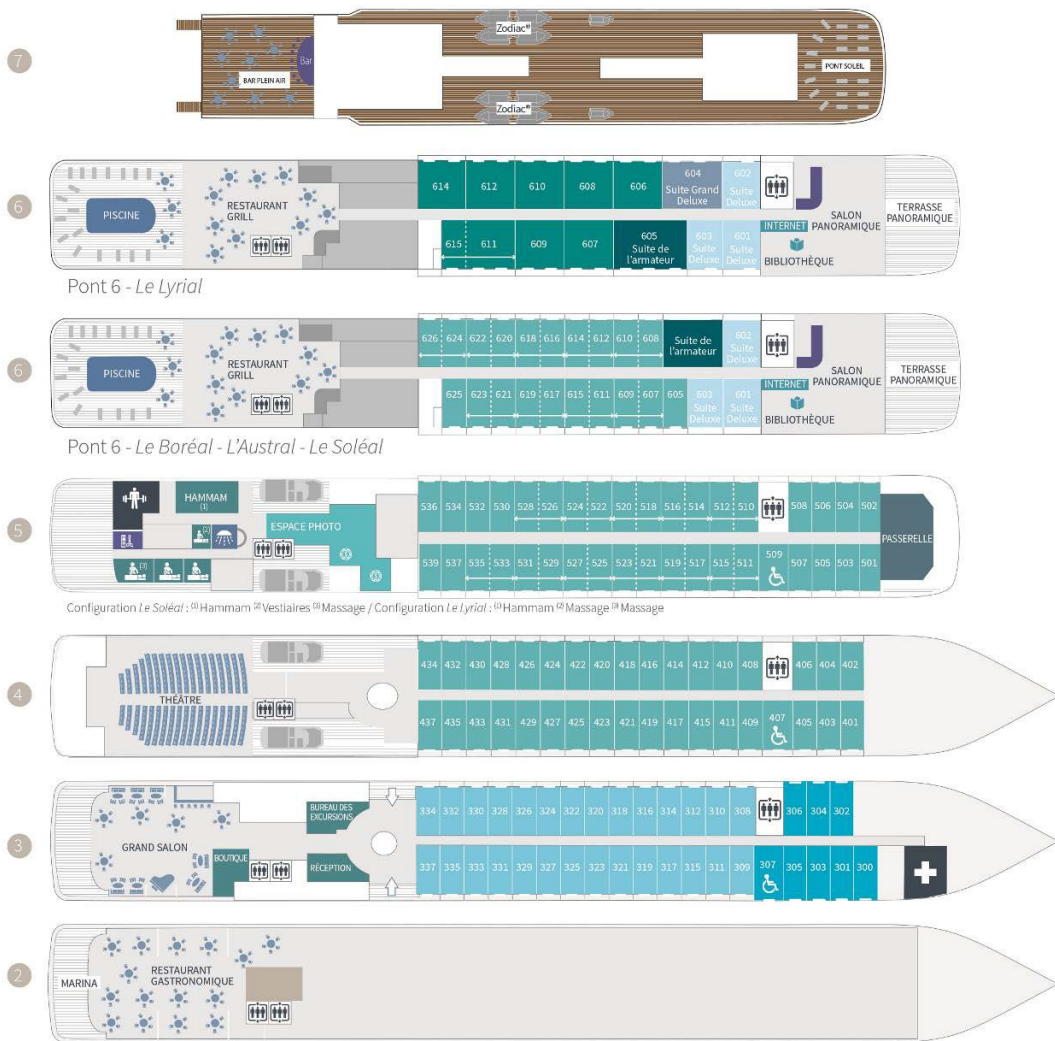 7
Zodiac®
Bar
BAR PLEIN AIR
PONT SOLEIL
Zodiac®
6
614 612 610 608 606 604 Suite Grand Deluxe 602 Suite Deluxe
PISCINE
RESTAURANT GRILL
SALON PANORAMIQUE
TERRASSE PANORAMIQUE
615 611 609 607 605 Suite de l'armateur 603 Suite Deluxe 601 Suite Deluxe
INTERNET
BIBLIOTHÈQUE
Pont 6 - Le Lyrial
6
626 624 622 620 618 616 614 612 610 608 Suite de l'armateur 602 Suite Deluxe
PISCINE
RESTAURANT GRILL
SALON PANORAMIQUE
TERRASSE PANORAMIQUE
625 623 621 619 617 615 611 609 607 605 603 Suite Deluxe 601 Suite Deluxe
INTERNET
BIBLIOTHÈQUE
Pont 6 - Le Boréal - L'Austral - Le Soléal
5
HAMMAM
(1)
(2)
(3)
ESPACE PHOTO
536 534 532 530 528 526 524 522 520 518 516 514 512 510 508 506 504 502
PASSERELLE
539 537 535 533 531 529 527 525 523 521 519 517 515 511 509 507 505 503 501
Configuration Le Soléal : (1) Hammam (2) Vestiaires (3) Massage / Configuration Le Lyrial : (1) Hammam (2) Massage (3) Massage
4
THÉÂTRE
434 432 430 428 426 424 422 420 418 416 414 412 410 408 406 404 402
437 435 433 431 429 427 425 423 421 419 417 415 411 409 407 405 403 401
3
GRAND SALON
BOUTIQUE
BUREAU DES EXCURSIONS
RÉCEPTION
334 332 330 328 326 324 322 320 318 316 314 312 310 308 306 304 302
337 335 333 331 329 327 325 323 321 319 317 315 311 309 307 305 303 301 300
2
MARINA
RESTAURANT GASTRONOMIQUE